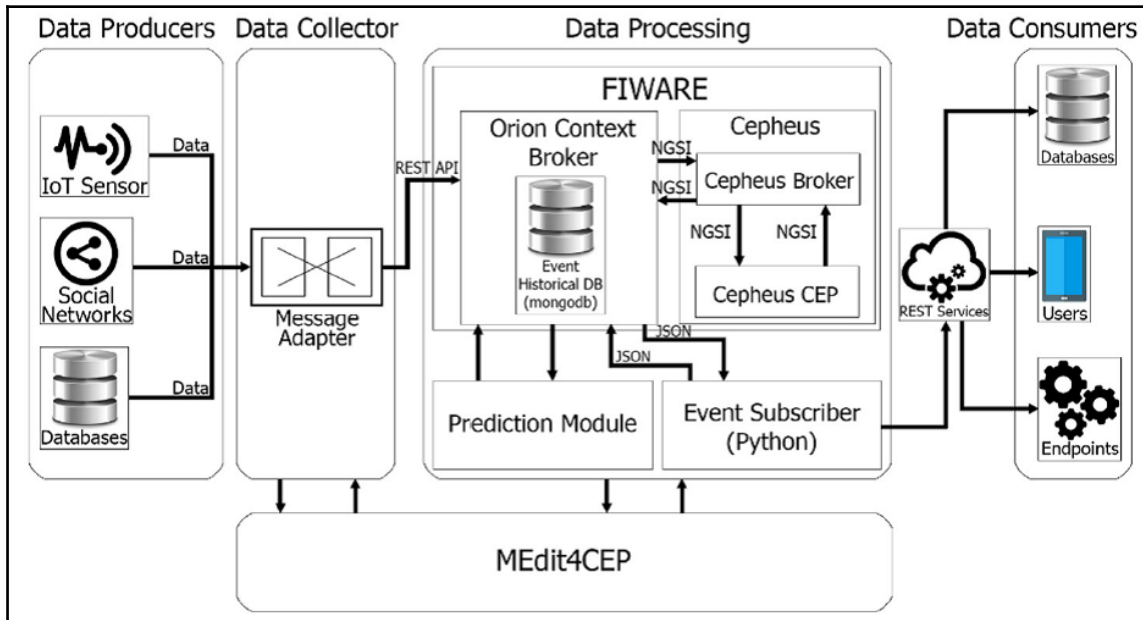 Data Producers
Data Collector
Data Processing
Data Consumers
IoT Sensor
Data
Social
Networks
Data
Databases
Data
Message
Adapter
REST API
FIWARE
Orion Context
Broker
Event
Historical DB
(mongodb)
NGSI
NGSI
Cepheus
Cepheus Broker
NGSI
NGSI
Cepheus CEP
JSON
JSON
Prediction Module
Event Subscriber
(Python)
REST Services
Databases
Users
Endpoints
MEdit4CEP